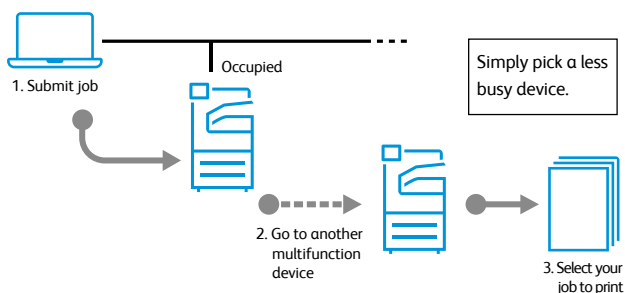 1. Submit job
Occupied
Simply pick a less
busy device.
2. Go to another
multifunction
device
3. Select your
job to print